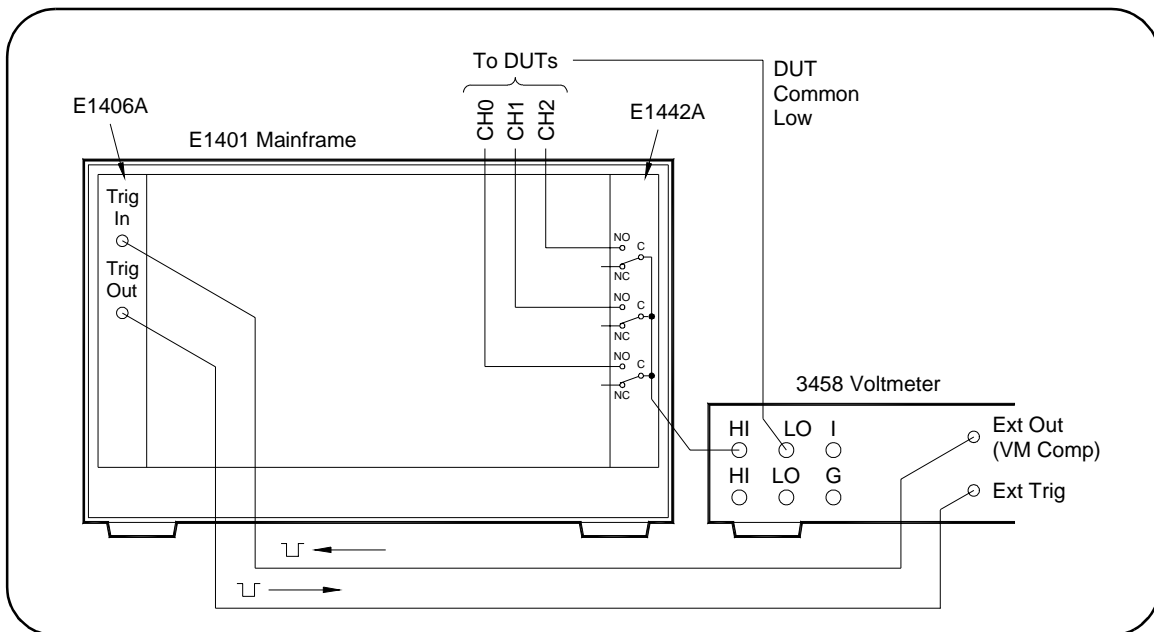 To DUTs
DUT
Common
Low
E1406A
CH0
CH1
CH2
E1442A
E1401 Mainframe
Trig
In
Trig
Out
NO
C
NC
NO
C
NC
NO
C
NC
3458 Voltmeter
HI LO I
HI LO G
Ext Out
(VM Comp)
Ext Trig